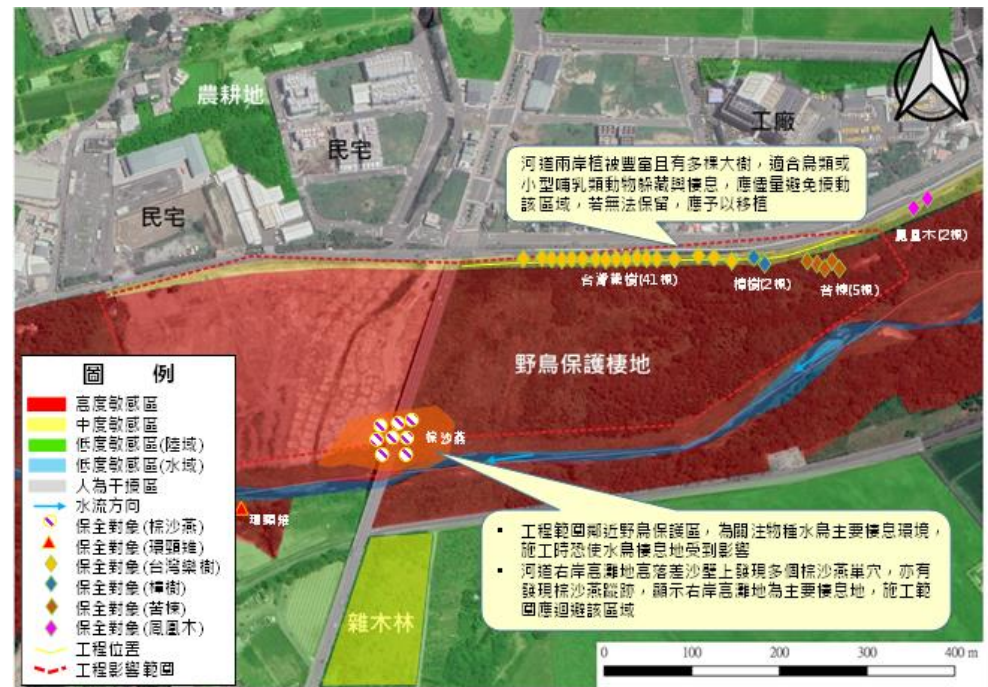 農耕地
民宅
工廠
民宅
河道兩岸植被豐富且有多棵大樹，適合鳥類或
小型哺乳類動物躲藏與棲息，應儘量避免擾動
該區域，若無法保留，應予以移植
鳳凰木(2棵)
台灣欒樹(41棵)
樟樹(2棵)
苦楝(5棵)
野鳥保護棲地
棕沙燕
環頸雉
雜木林
▪ 工程範圍鄰近野鳥保護區，為關注物種水鳥主要棲息環境，
施工時恐使水鳥棲息地受到影響
▪ 河道右岸高灘地高落差沙壁上發現多個棕沙燕巢穴，亦有
發現棕沙燕蹤跡，顯示右岸高灘地為主要棲息地，施工範
圍應迴避該區域
圖 例
高度敏感區
中度敏感區
低度敏感區(陸域)
低度敏感區(水域)
人為干擾區
水流方向
保全對象(棕沙燕)
保全對象(環頸雉)
保全對象(台灣欒樹)
保全對象(樟樹)
保全對象(苦楝)
保全對象(鳳凰木)
工程位置
工程影響範圍
0 100 200 300 400 m